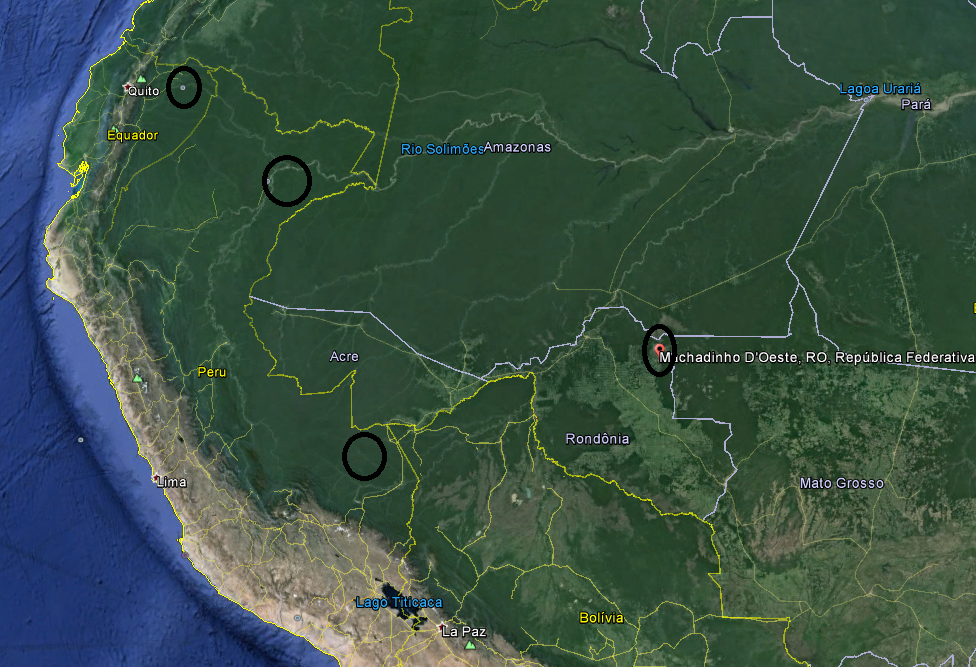 Lagoa Urariá
Quito
Pará
Equador
Rio Solimões
Amazonas
Acre
Machadinho D'Oeste, RO, República Federativa
Peru
Rondônia
Lima
Mato Grosso
Lago Titicaca
Bolívia
La Paz